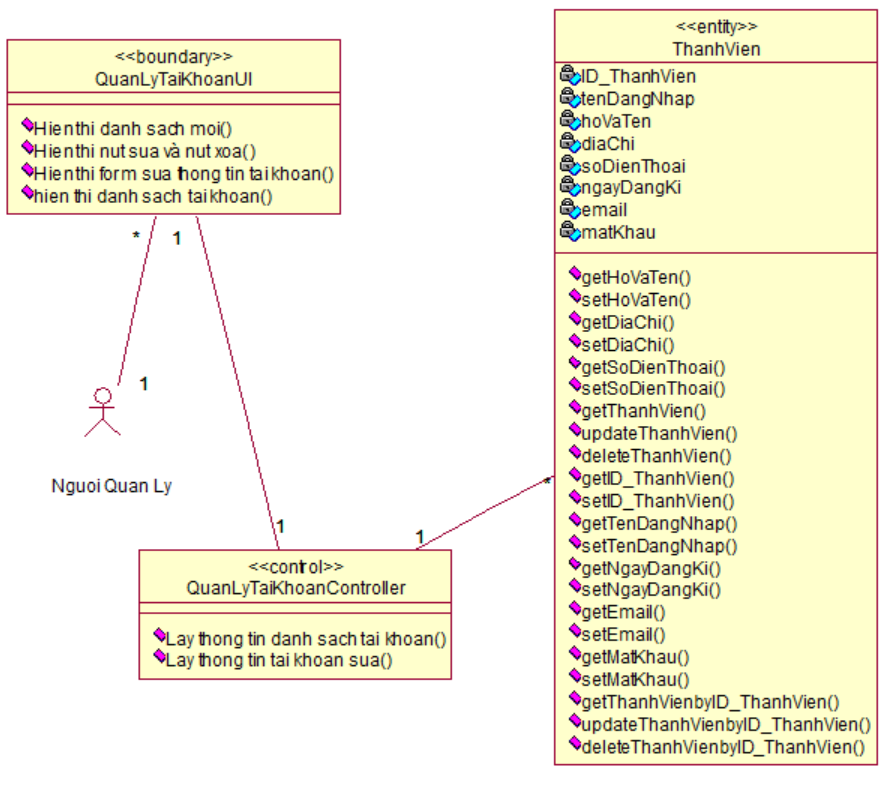 <<boundary>>
QuanLyTaiKhoanUI
Hien thi danh sach moi()
Hien thi nut sua và nut xoa()
Hien thi form sua thong tin tai khoan()
hien thi danh sach tai khoan()
*
1
1
Nguoi Quan Ly
1
1
*
<<control>>
QuanLyTaiKhoanController
Lay thong tin danh sach tai khoan()
Lay thong tin tai khoan sua()
<<entity>>
ThanhVien
ID_ThanhVien
tenDangNhap
hoVaTen
diaChi
soDienThoai
ngayDangKi
email
matKhau
getHoVaTen()
setHoVaTen()
getDiaChi()
setDiaChi()
getSoDienThoai()
setSoDienThoai()
getThanhVien()
updateThanhVien()
deleteThanhVien()
getID_ThanhVien()
setID_ThanhVien()
getTenDangNhap()
setTenDangNhap()
getNgayDangKi()
setNgayDangKi()
getEmail()
setEmail()
getMatKhau()
setMatKhau()
getThanhVienbyID_ThanhVien()
updateThanhVienbyID_ThanhVien()
deleteThanhVienbyID_ThanhVien()